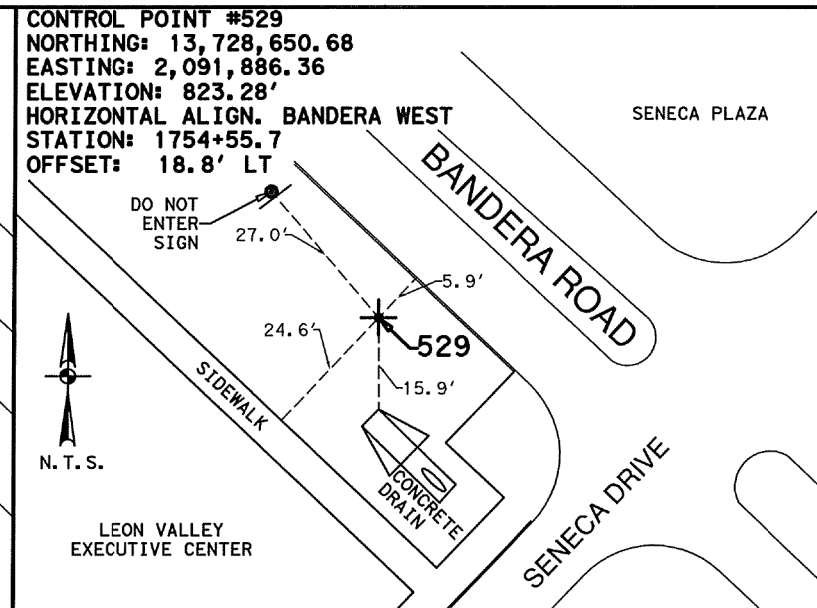 CONTROL POINT #529
NORTHING: 13,728,650.68
EASTING: 2,091,886.36
ELEVATION: 823.28'
HORIZONTAL ALIGN. BANDERA WEST
STATION: 1754+55.7
OFFSET: 18.8' LT
SENECA PLAZA
BANDERA ROAD
DO NOT
ENTER
SIGN
27.0'
5.9'
24.6'
529
15.9'
SIDEWALK
N.T.S.
CONCRETE
DRAIN
SENECA DRIVE
LEON VALLEY
EXECUTIVE CENTER